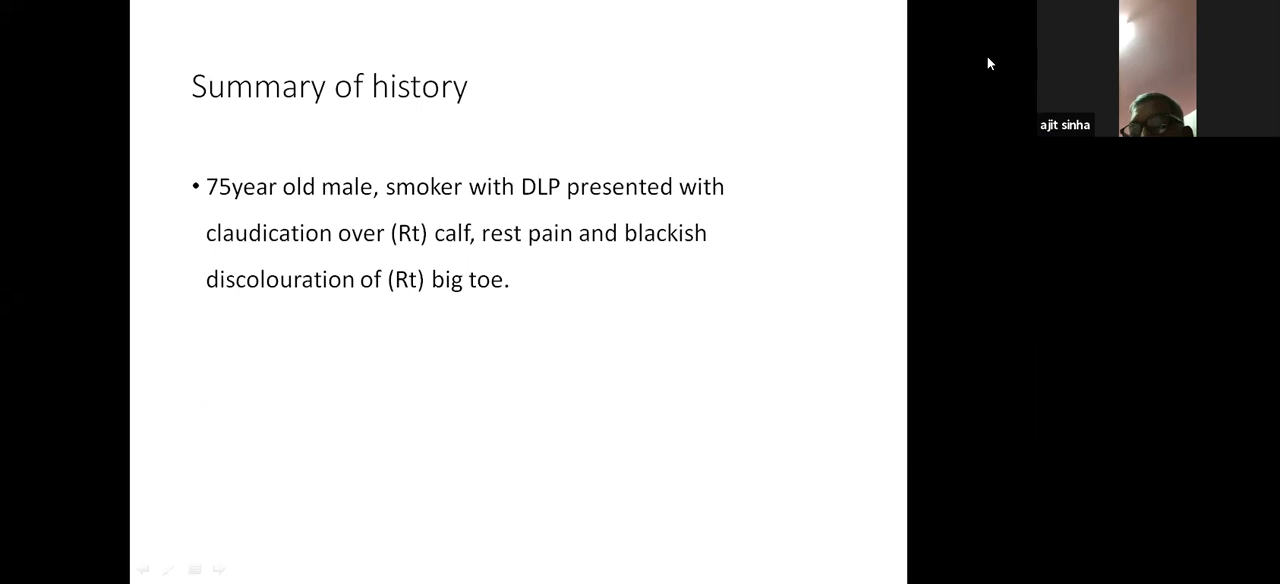 Summary of history
• 75year old male, smoker with DLP presented with
claudication over (Rt) calf, rest pain and blackish
discolouration of (Rt) big toe.
ajit sinha